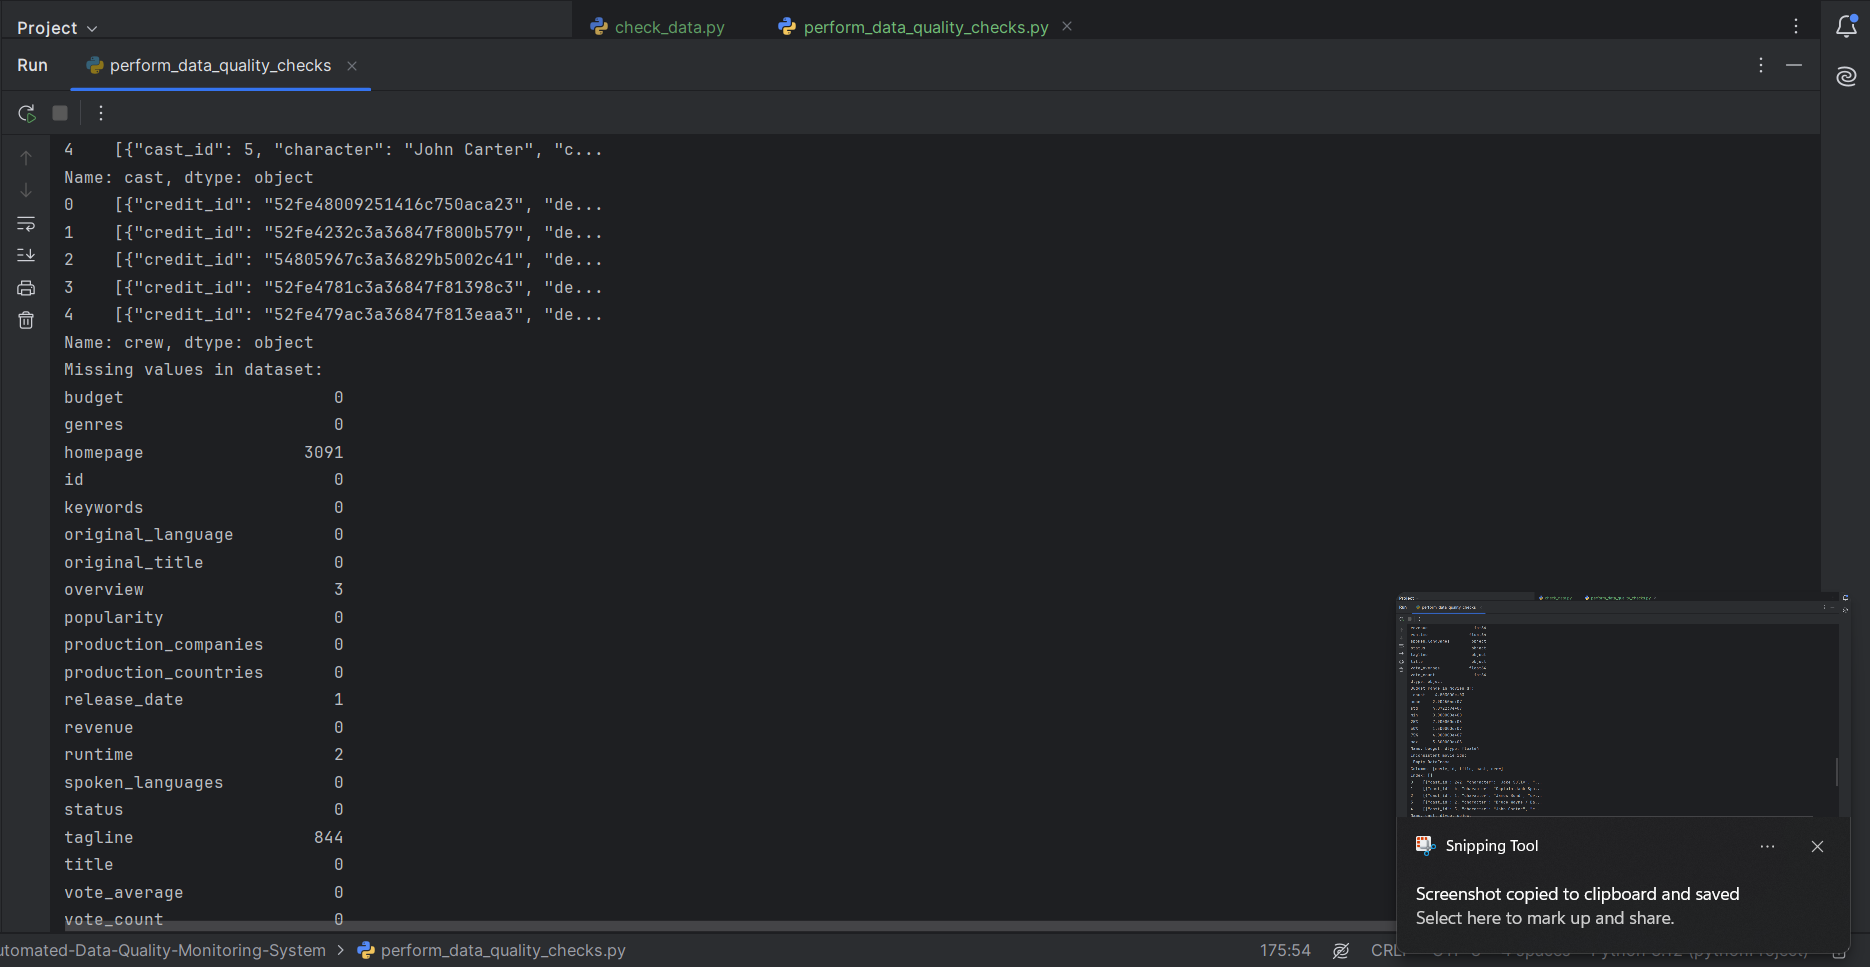 Project
check_data.py
perform_data_quality_checks.py
Run
perform_data_quality_checks
4    [{"cast_id": 5, "character": "John Carter", "c...
Name: cast, dtype: object
0    [{"credit_id": "52fe48009251416c750aca23", "de...
1    [{"credit_id": "52fe4232c3a36847f800b579", "de...
2    [{"credit_id": "54805967c3a36829b5002c41", "de...
3    [{"credit_id": "52fe4781c3a36847f81398c3", "de...
4    [{"credit_id": "52fe479ac3a36847f813eaa3", "de...
Name: crew, dtype: object
Missing values in dataset:
budget                     0
genres                     0
homepage                3091
id                         0
keywords                   0
original_language          0
original_title             0
overview                   3
popularity                 0
production_companies       0
production_countries       0
release_date               1
revenue                    0
runtime                    2
spoken_languages           0
status                     0
tagline                  844
title                      0
vote_average               0
vote_count                 0
Snipping Tool
Screenshot copied to clipboard and saved
Select here to mark up and share.
utomated-Data-Quality-Monitoring-System > perform_data_quality_checks.py
175:54